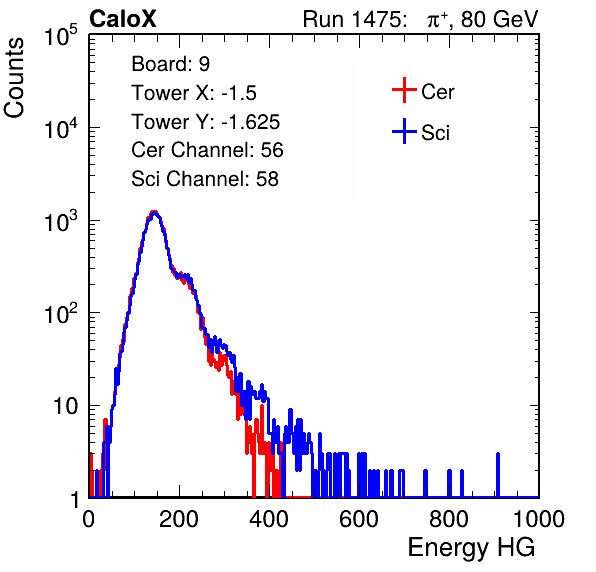 CaloX Run 1475: π⁺, 80 GeV
Counts
10⁵
10⁴
10³
10²
10
1
Board: 9
Tower X: -1.5
Tower Y: -1.625
Cer Channel: 56
Sci Channel: 58
Cer
Sci
0 200 400 600 800 1000
Energy HG